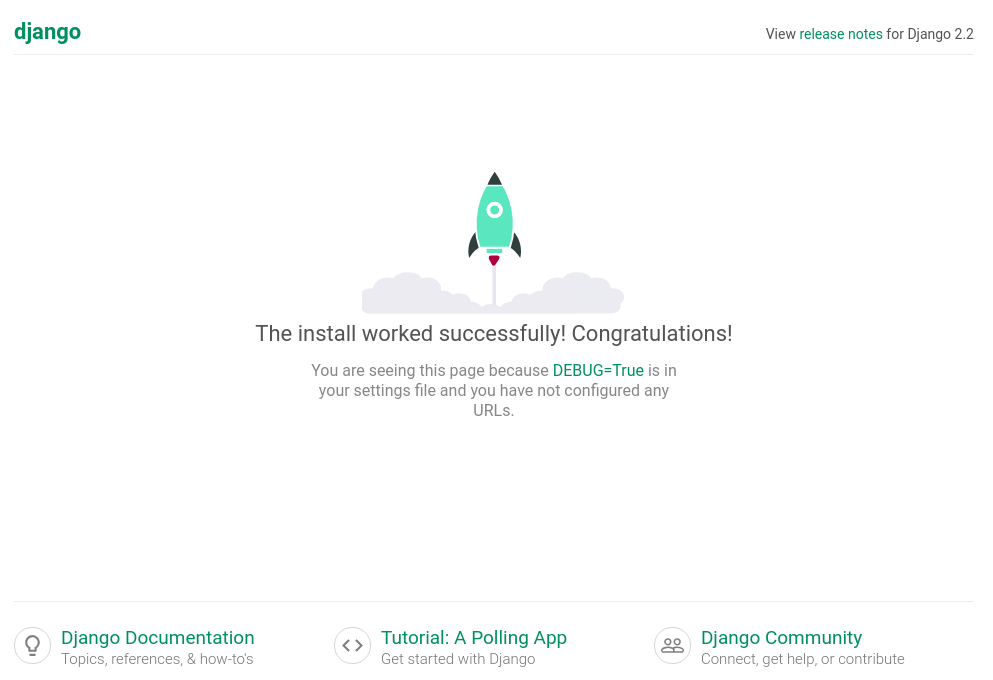 django
View release notes for Django 2.2
The install worked successfully! Congratulations!
You are seeing this page because DEBUG=True is in
your settings file and you have not configured any
URLs.
Django Documentation
Topics, references, & how-to's
Tutorial: A Polling App
Get started with Django
Django Community
Connect, get help, or contribute